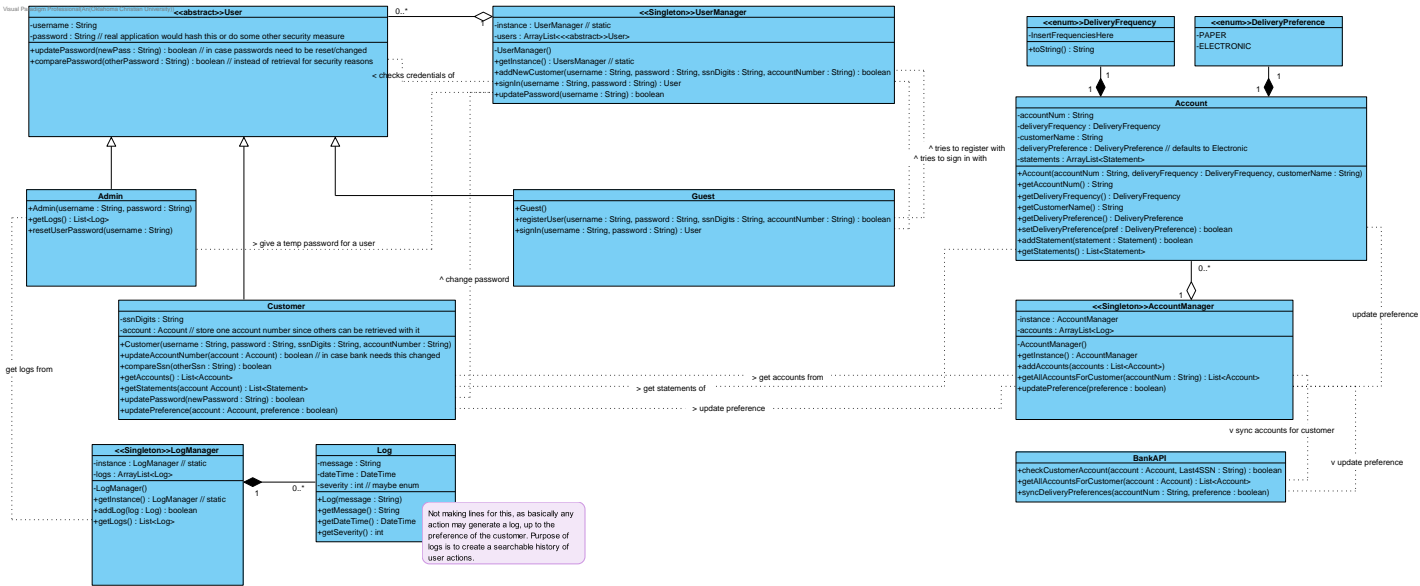 Visual Paradigm Professional(Ari(Oklahoma Christian University))
<<abstract>>User
-username : String
-password : String // real application would hash this or do some other security measure
+updatePassword(newPass : String) : boolean // in case passwords need to be reset/changed
+comparePassword(otherPassword : String) : boolean // instead of retrieval for security reasons
0..*
<<Singleton>>UserManager
-instance : UserManager // static
-users : ArrayList<<<abstract>>User>
-UserManager()
+getInstance() : UsersManager // static
+addNewCustomer(username : String, password : String, ssnDigits : String, accountNumber : String) : boolean
+signIn(username : String, password : String) : User
+updatePassword(username : String) : boolean
< checks credentials of
<<enum>>DeliveryFrequency
-InsertFrequenciesHere
+toString() : String
<<enum>>DeliveryPreference
-PAPER
-ELECTRONIC
1
1
1
1
Account
-accountNum : String
-deliveryFrequency : DeliveryFrequency
-customerName : String
-deliveryPreference : DeliveryPreference // defaults to Electronic
-statements : ArrayList<Statement>
+Account(accountNum : String, deliveryFrequency : DeliveryFrequency, customerName : String)
+getAccountNum() : String
+getDeliveryFrequency() : DeliveryFrequency
+getCustomerName() : String
+getDeliveryPreference() : DeliveryPreference
+setDeliveryPreference(pref : DeliveryPreference) : boolean
+addStatement(statement : Statement) : boolean
+getStatements() : List<Statement>
^ tries to register with
^ tries to sign in with
Admin
+Admin(username : String, password : String)
+getLogs() : List<Log>
+resetUserPassword(username : String)
Guest
+Guest()
+registerUser(username : String, password : String, ssnDigits : String, accountNumber : String) : boolean
+signIn(username : String, password : String) : User
> give a temp password for a user
^ change password
0..*
1
Customer
-ssnDigits : String
-account : Account // store one account number since others can be retrieved with it
+Customer(username : String, password : String, ssnDigits : String, accountNumber : String)
+updateAccountNumber(account : Account) : boolean // in case bank needs this changed
+compareSsn(otherSsn : String) : boolean
+getAccounts() : List<Account>
+getStatements(account Account) : List<Statement>
+updatePassword(newPassword : String) : boolean
+updatePreference(account : Account, preference : boolean)
<<Singleton>>AccountManager
-instance : AccountManager
-accounts : ArrayList<Log>
-AccountManager()
+getInstance() : AccountManager
+addAccounts(accounts : List<Account>)
+getAllAccountsForCustomer(accountNum : String) : List<Account>
+updatePreference(preference : boolean)
update preference
get logs from
> get accounts from
> get statements of
> update preference
v sync accounts for customer
v update preference
<<Singleton>>LogManager
-instance : LogManager // static
-logs : ArrayList<Log>
-LogManager()
+getInstance() : LogManager // static
+addLog(log : Log) : boolean
+getLogs() : List<Log>
1
0..*
Log
-message : String
-dateTime : DateTime
-severity : int // maybe enum
+Log(message : String)
+getMessage() : String
+getDateTime() : DateTime
+getSeverity() : int
Not making lines for this, as basically any
action may generate a log, up to the
preference of the customer. Purpose of
logs is to create a searchable history of
user actions.
BankAPI
+checkCustomerAccount(account : Account, Last4SSN : String) : boolean
+getAllAccountsForCustomer(account : Account) : List<Account>
+syncDeliveryPreferences(accountNum : String, preference : boolean)